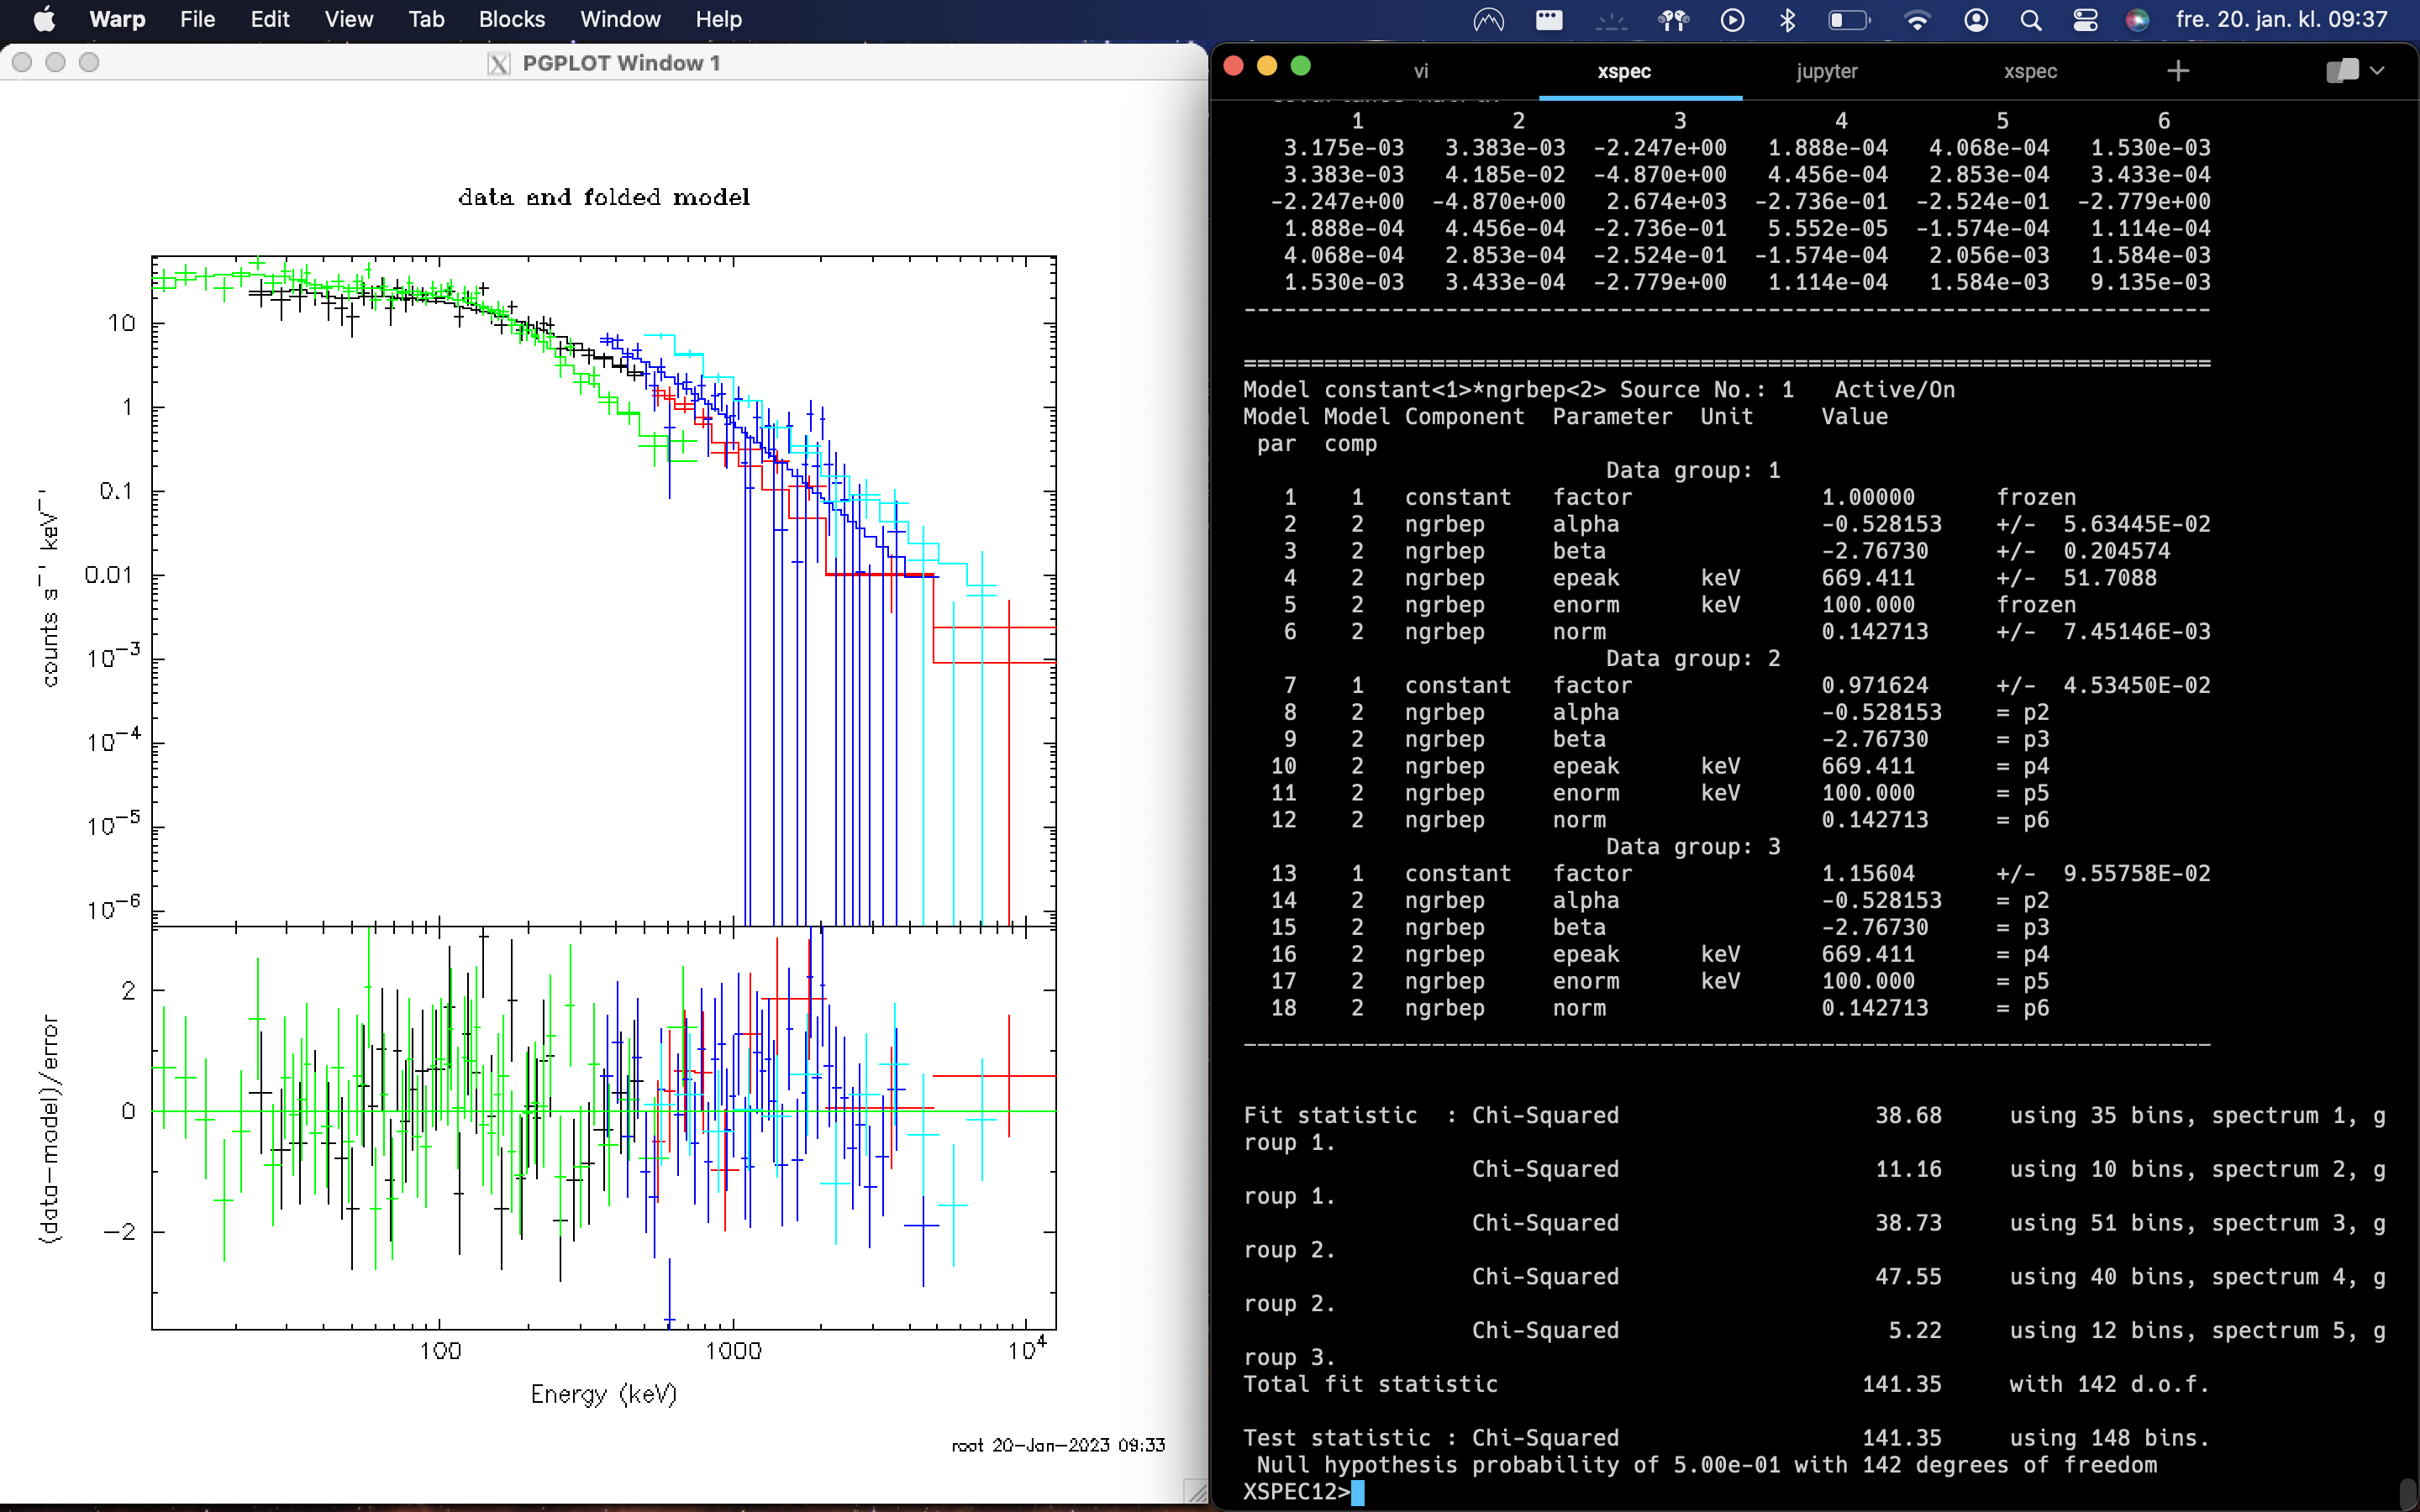 Warp File Edit View Tab Blocks Window Help
fre. 20. jan. kl. 09:37
PGPLOT Window 1
data and folded model
counts s⁻¹ keV⁻¹
10
1
0.1
0.01
10⁻³
10⁻⁴
10⁻⁵
10⁻⁶
(data-model)/error
2
0
-2
100 1000 10⁴
Energy (keV)
root 20-Jan-2023 09:33
vi xspec jupyter xspec
1 2 3 4 5 6
3.175e-03 3.383e-03 -2.247e+00 1.888e-04 4.068e-04 1.530e-03
3.383e-03 4.185e-02 -4.870e+00 4.456e-04 2.853e-04 3.433e-04
-2.247e+00 -4.870e+00 2.674e+03 -2.736e-01 -2.524e-01 -2.779e+00
1.888e-04 4.456e-04 -2.736e-01 5.552e-05 -1.574e-04 1.114e-04
4.068e-04 2.853e-04 -2.524e-01 -1.574e-04 2.056e-03 1.584e-03
1.530e-03 3.433e-04 -2.779e+00 1.114e-04 1.584e-03 9.135e-03
------------------------------------------------------------------------
========================================================================
Model constant<1>*ngrbep<2> Source No.: 1 Active/On
Model Model Component Parameter Unit Value
par comp
Data group: 1
1 1 constant factor 1.00000 frozen
2 2 ngrbep alpha -0.528153 +/- 5.63445E-02
3 2 ngrbep beta -2.76730 +/- 0.204574
4 2 ngrbep epeak keV 669.411 +/- 51.7088
5 2 ngrbep enorm keV 100.000 frozen
6 2 ngrbep norm 0.142713 +/- 7.45146E-03
Data group: 2
7 1 constant factor 0.971624 +/- 4.53450E-02
8 2 ngrbep alpha -0.528153 = p2
9 2 ngrbep beta -2.76730 = p3
10 2 ngrbep epeak keV 669.411 = p4
11 2 ngrbep enorm keV 100.000 = p5
12 2 ngrbep norm 0.142713 = p6
Data group: 3
13 1 constant factor 1.15604 +/- 9.55758E-02
14 2 ngrbep alpha -0.528153 = p2
15 2 ngrbep beta -2.76730 = p3
16 2 ngrbep epeak keV 669.411 = p4
17 2 ngrbep enorm keV 100.000 = p5
18 2 ngrbep norm 0.142713 = p6
________________________________________________________________________
Fit statistic : Chi-Squared 38.68 using 35 bins, spectrum 1, g
roup 1.
Chi-Squared 11.16 using 10 bins, spectrum 2, g
roup 1.
Chi-Squared 38.73 using 51 bins, spectrum 3, g
roup 2.
Chi-Squared 47.55 using 40 bins, spectrum 4, g
roup 2.
Chi-Squared 5.22 using 12 bins, spectrum 5, g
roup 3.
Total fit statistic 141.35 with 142 d.o.f.
Test statistic : Chi-Squared 141.35 using 148 bins.
Null hypothesis probability of 5.00e-01 with 142 degrees of freedom
XSPEC12>